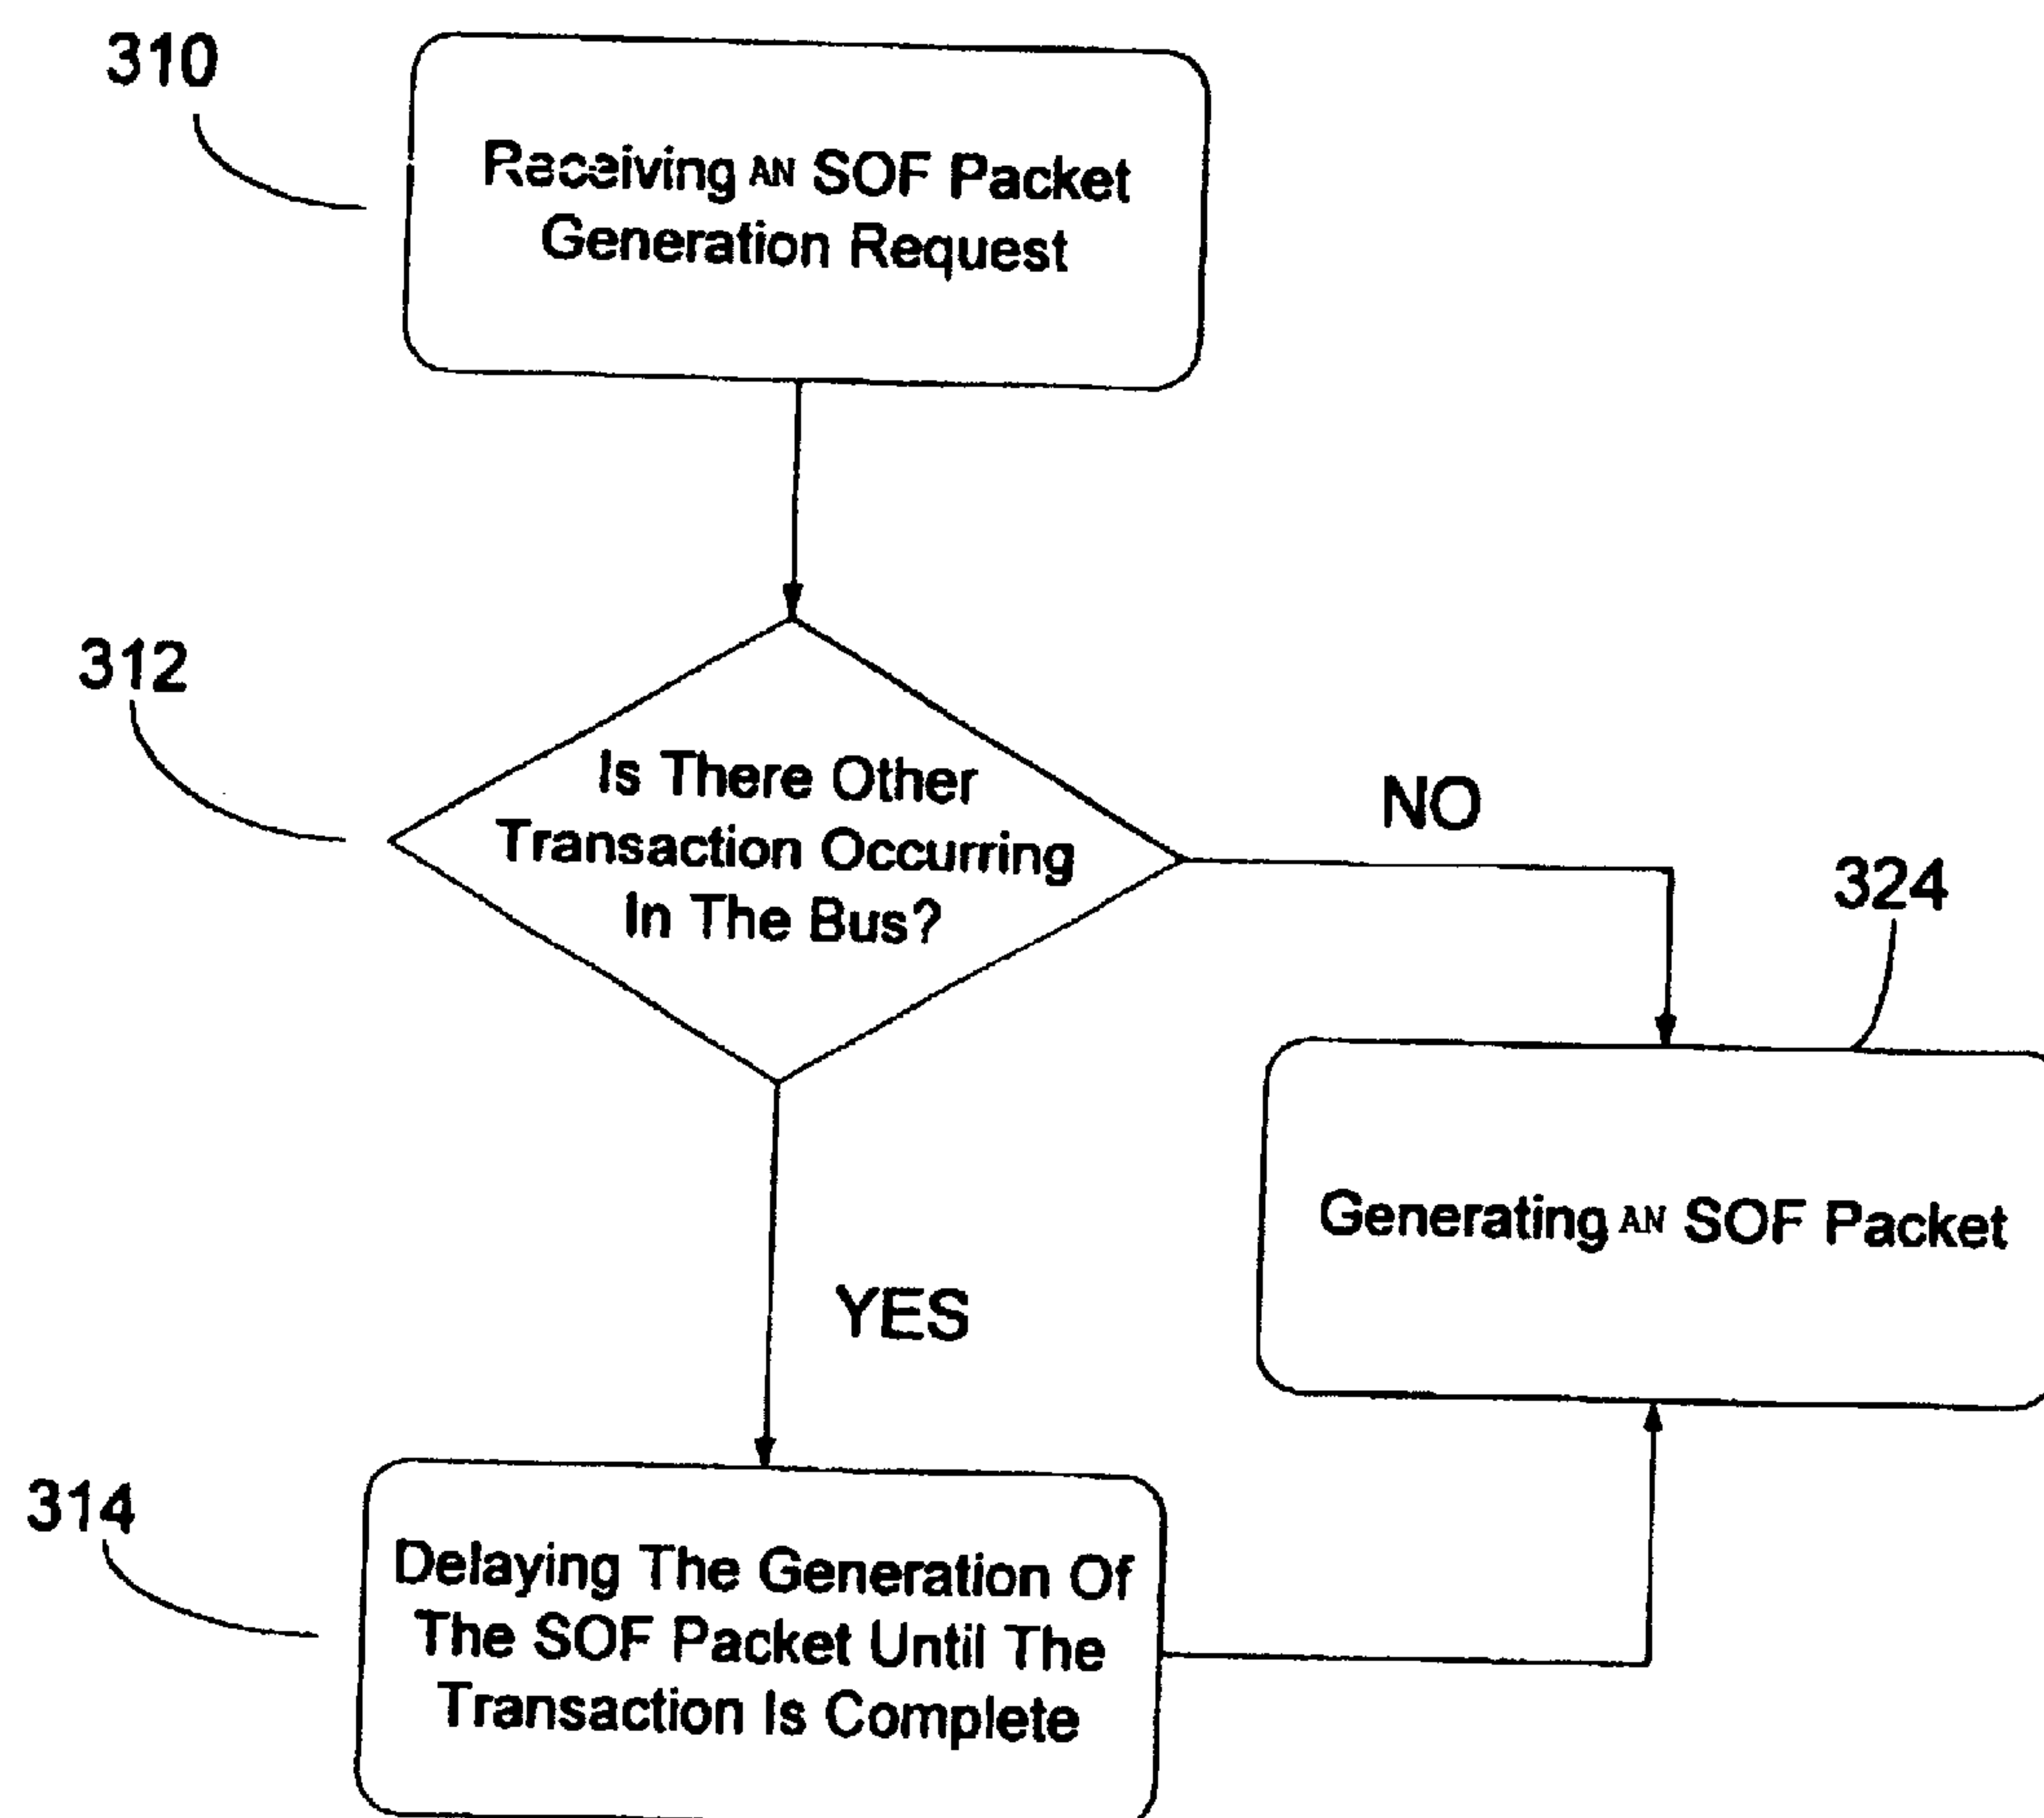 310
Receiving AN SOF Packet
Generation Request
312
Is There Other
Transaction Occurring
In The Bus?
NO
324
Generating AN SOF Packet
YES
314
Delaying The Generation Of
The SOF Packet Until The
Transaction Is Complete